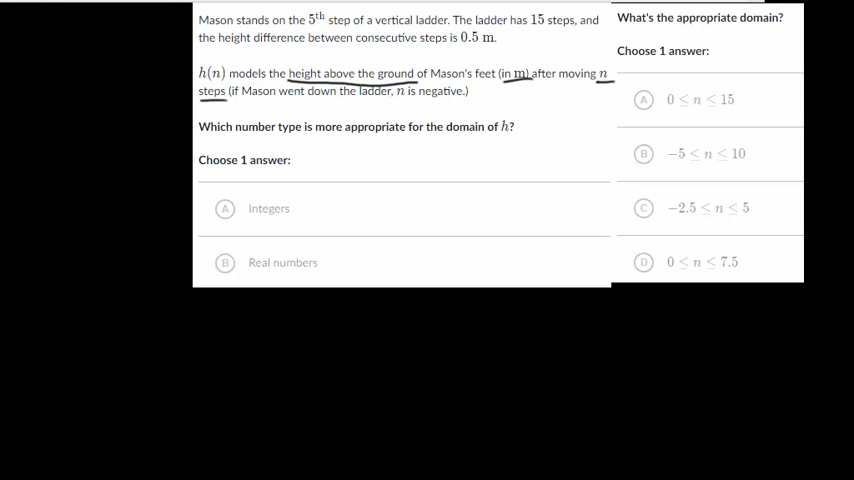 Mason stands on the 5th step of a vertical ladder. The ladder has 15 steps, and
the height difference between consecutive steps is 0.5 m.
h(n) models the height above the ground of Mason's feet (in m) after moving n
steps (if Mason went down the ladder, n is negative.)
Which number type is more appropriate for the domain of h?
Choose 1 answer:
A Integers
B Real numbers
What's the appropriate domain?
Choose 1 answer:
A 0 ≤ n ≤ 15
B −5 ≤ n ≤ 10
C −2.5 ≤ n ≤ 5
D 0 ≤ n ≤ 7.5